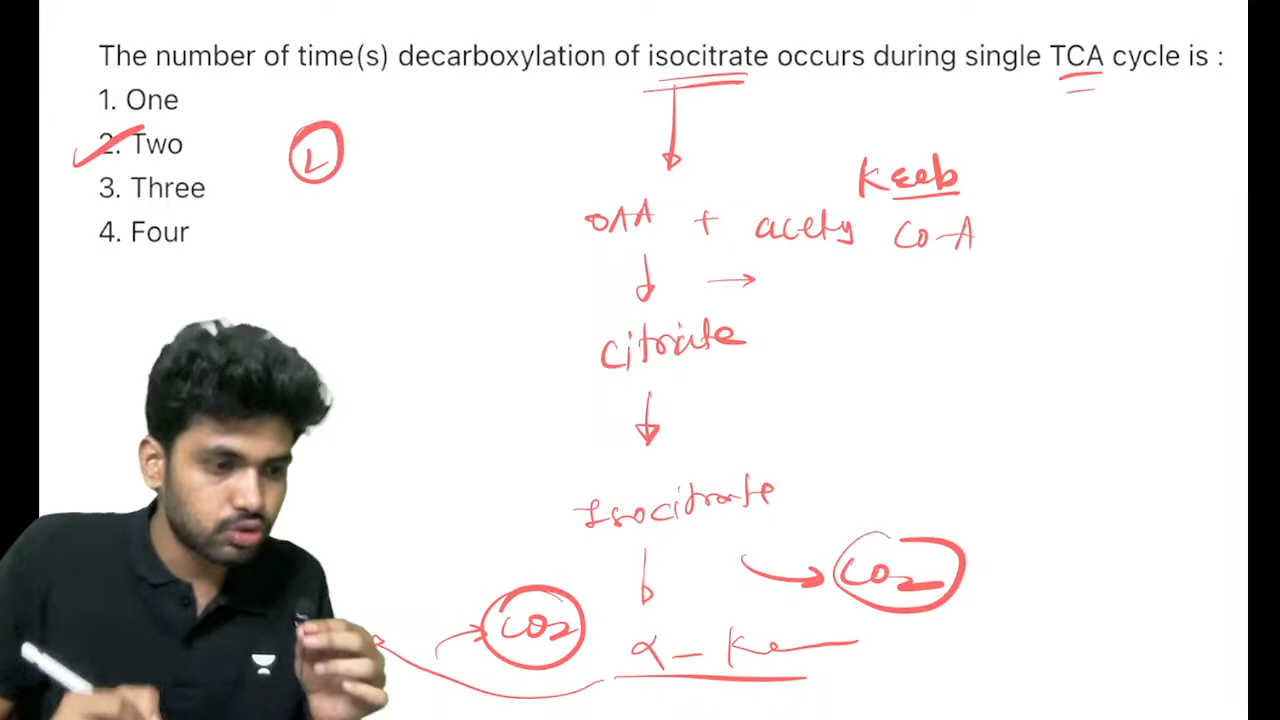 The number of time(s) decarboxylation of isocitrate occurs during single TCA cycle is :
1. One
2. Two
3. Three
4. Four
Kreb
OAA + acety CO-A
Citrate
Isocitrate
CO2
CO2
α - Ke